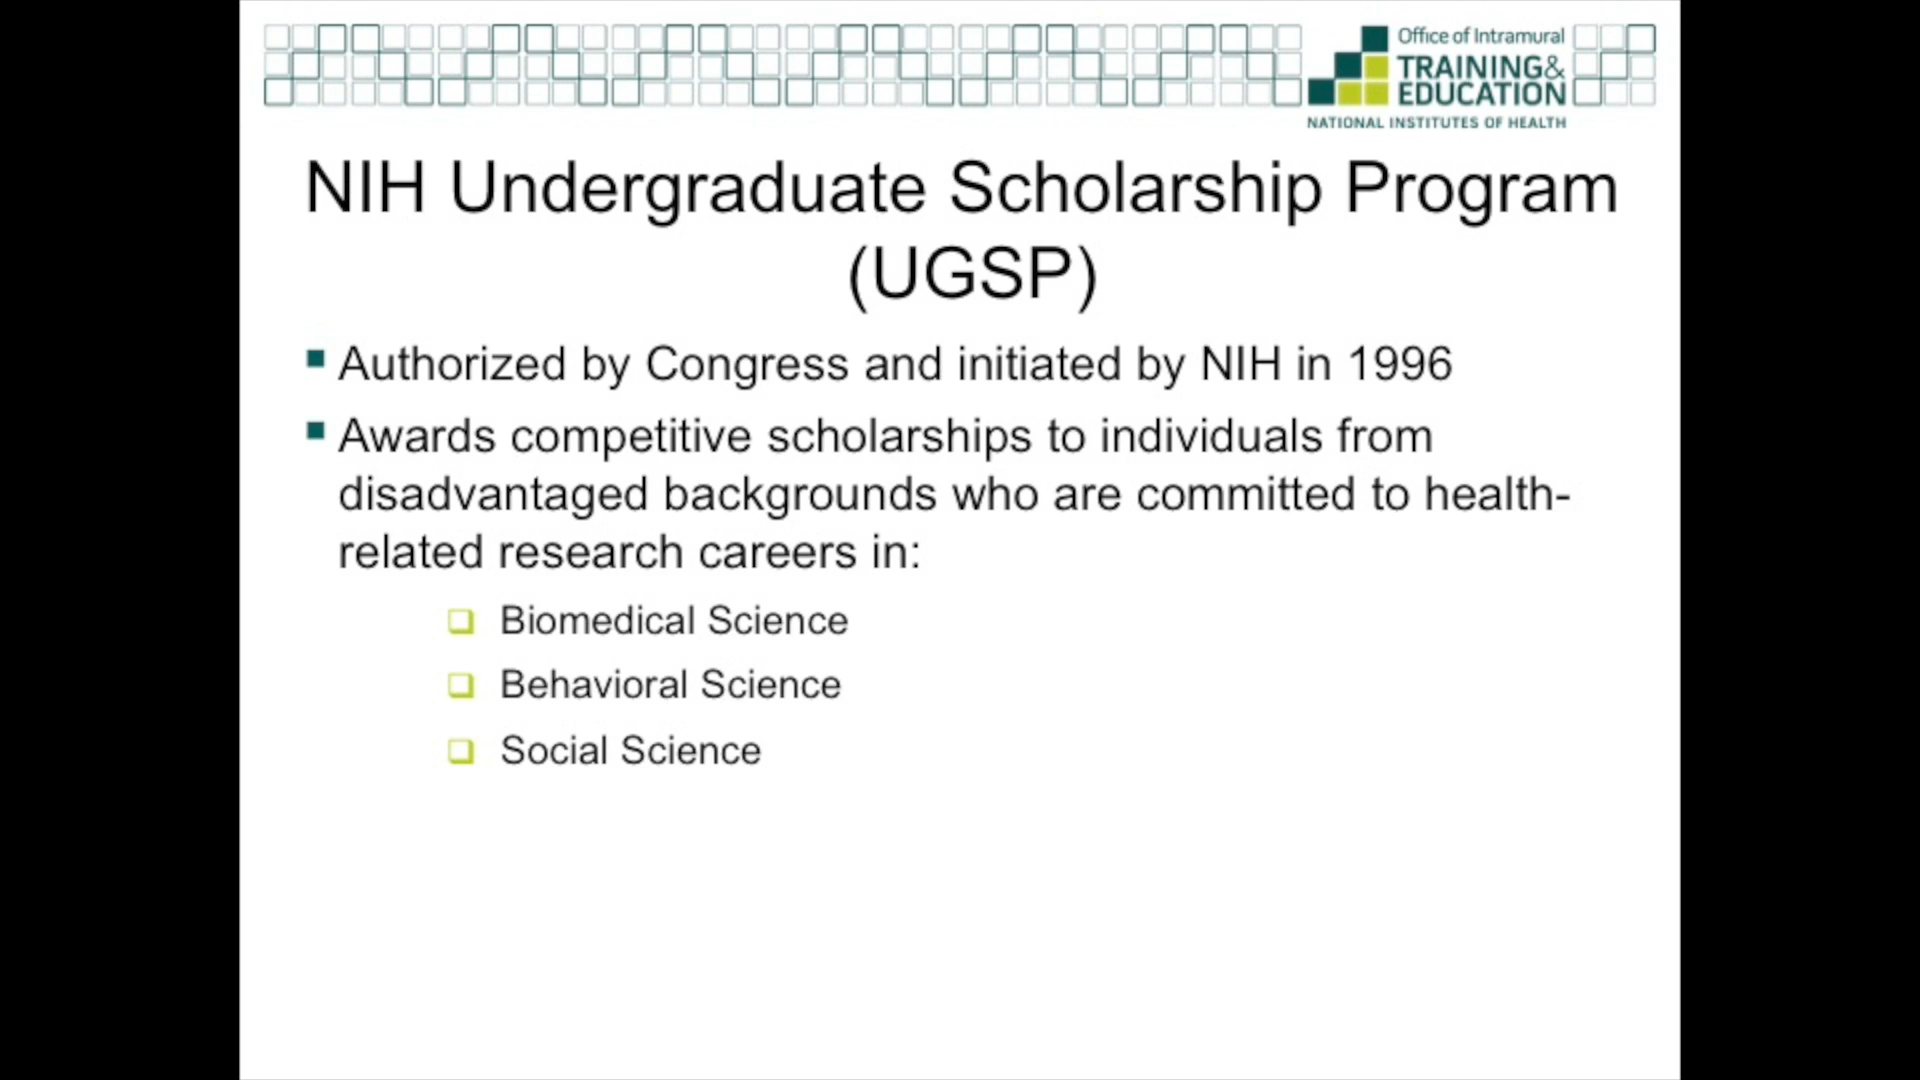 Office of Intramural
TRAINING&
EDUCATION
NATIONAL INSTITUTES OF HEALTH
NIH Undergraduate Scholarship Program
(UGSP)
Authorized by Congress and initiated by NIH in 1996
Awards competitive scholarships to individuals from
disadvantaged backgrounds who are committed to health-
related research careers in:
Biomedical Science
Behavioral Science
Social Science